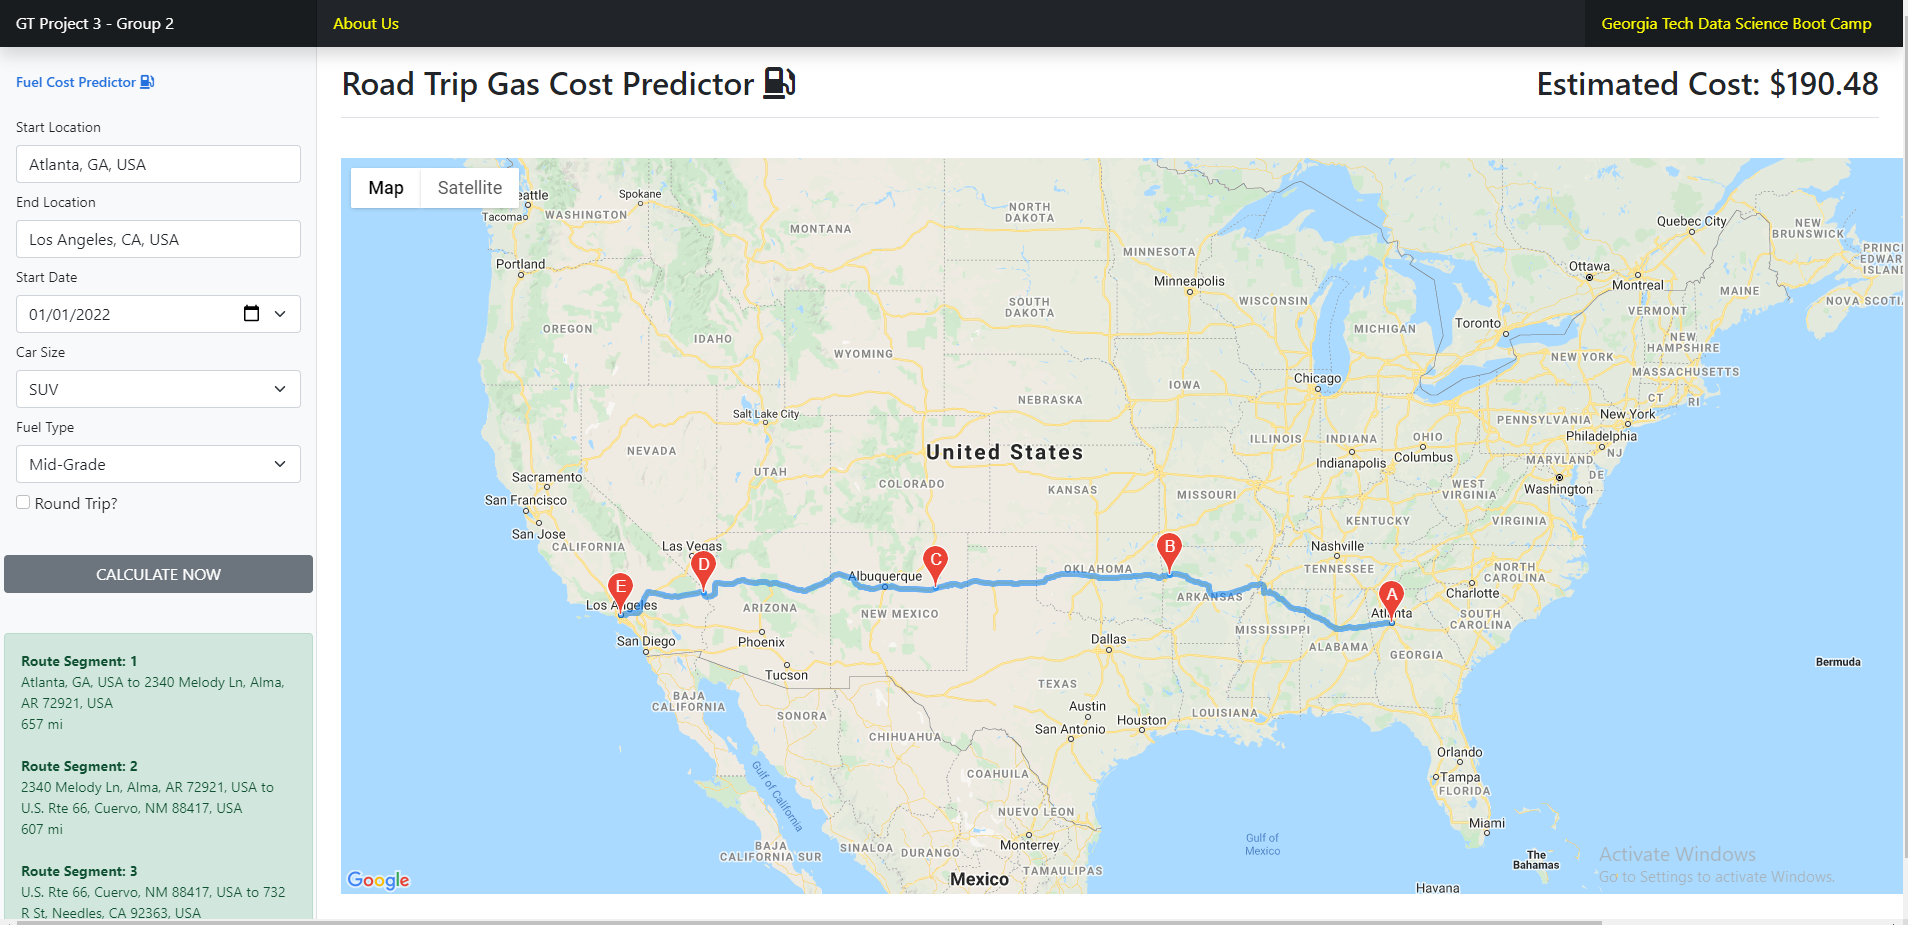 GT Project 3 - Group 2
About Us
Georgia Tech Data Science Boot Camp
Fuel Cost Predictor
Start Location
Atlanta, GA, USA
End Location
Los Angeles, CA, USA
Start Date
01/01/2022
Car Size
SUV
Fuel Type
Mid-Grade
Round Trip?
CALCULATE NOW
Route Segment: 1
Atlanta, GA, USA to 2340 Melody Ln, Alma,
AR 72921, USA
657 mi
Route Segment: 2
2340 Melody Ln, Alma, AR 72921, USA to
U.S. Rte 66, Cuervo, NM 88417, USA
607 mi
Route Segment: 3
U.S. Rte 66, Cuervo, NM 88417, USA to 732
R St, Needles, CA 92363, USA
Road Trip Gas Cost Predictor
Estimated Cost: $190.48
Map
Satellite
eattle
Spokane
Tacoma
WASHINGTON
NORTH
DAKOTA
MONTANA
Quebec City
NEW
BRUNSWICK
MINNESOTA
PRINC
EDWAR
ISLAN
Portland
Ottawa
Minneapolis
Montreal
MAINE
SOUTH
DAKOTA
WISCONSIN
NOVA SCOTI
VERMONT
OREGON
MICHIGAN
Toronto
IDAHO
NEW
HAMPSHIRE
WYOMING
NEW YORK
MASSACHUSETTS
Chicago
IOWA
NEBRASKA
CT
RI
Salt Lake City
New York
PENNSYLVANIA
Philadelphia
ILLINOIS
INDIANA
OHIO
NEVADA
United States
NJ
Indianapolis
Columbus
MARYLAND
UTAH
DE
Sacramento
COLORADO
KANSAS
WEST
VIRGINIA
Washington
MISSOURI
San Francisco
KENTUCKY
VIRGINIA
San Jose
CALIFORNIA
Las Vegas
Nashville
B
C
D
TENNESSEE
OKLAHOMA
NORTH
CAROLINA
Albuquerque
E
A
Charlotte
ARKANSAS
Los Angeles
ARIZONA
NEW MEXICO
Atlanta
SOUTH
CAROLINA
MISSISSIPPI
San Diego
Phoenix
Dallas
ALABAMA
GEORGIA
Bermuda
Tucson
TEXAS
BAJA
CALIFORNIA
Austin
LOUISIANA
SONORA
Houston
San Antonio
CHIHUAHUA
Orlando
Gulf of California
COAHUILA
Tampa
FLORIDA
NUEVO LEON
Miami
Gulf of
Mexico
BAJA
CALIFORNIA SUR
SINALOA
DURANGO
Monterrey
The
Bahamas
TAMAULIPAS
Mexico
Havana
Google
Activate Windows
Go to Settings to activate Windows.